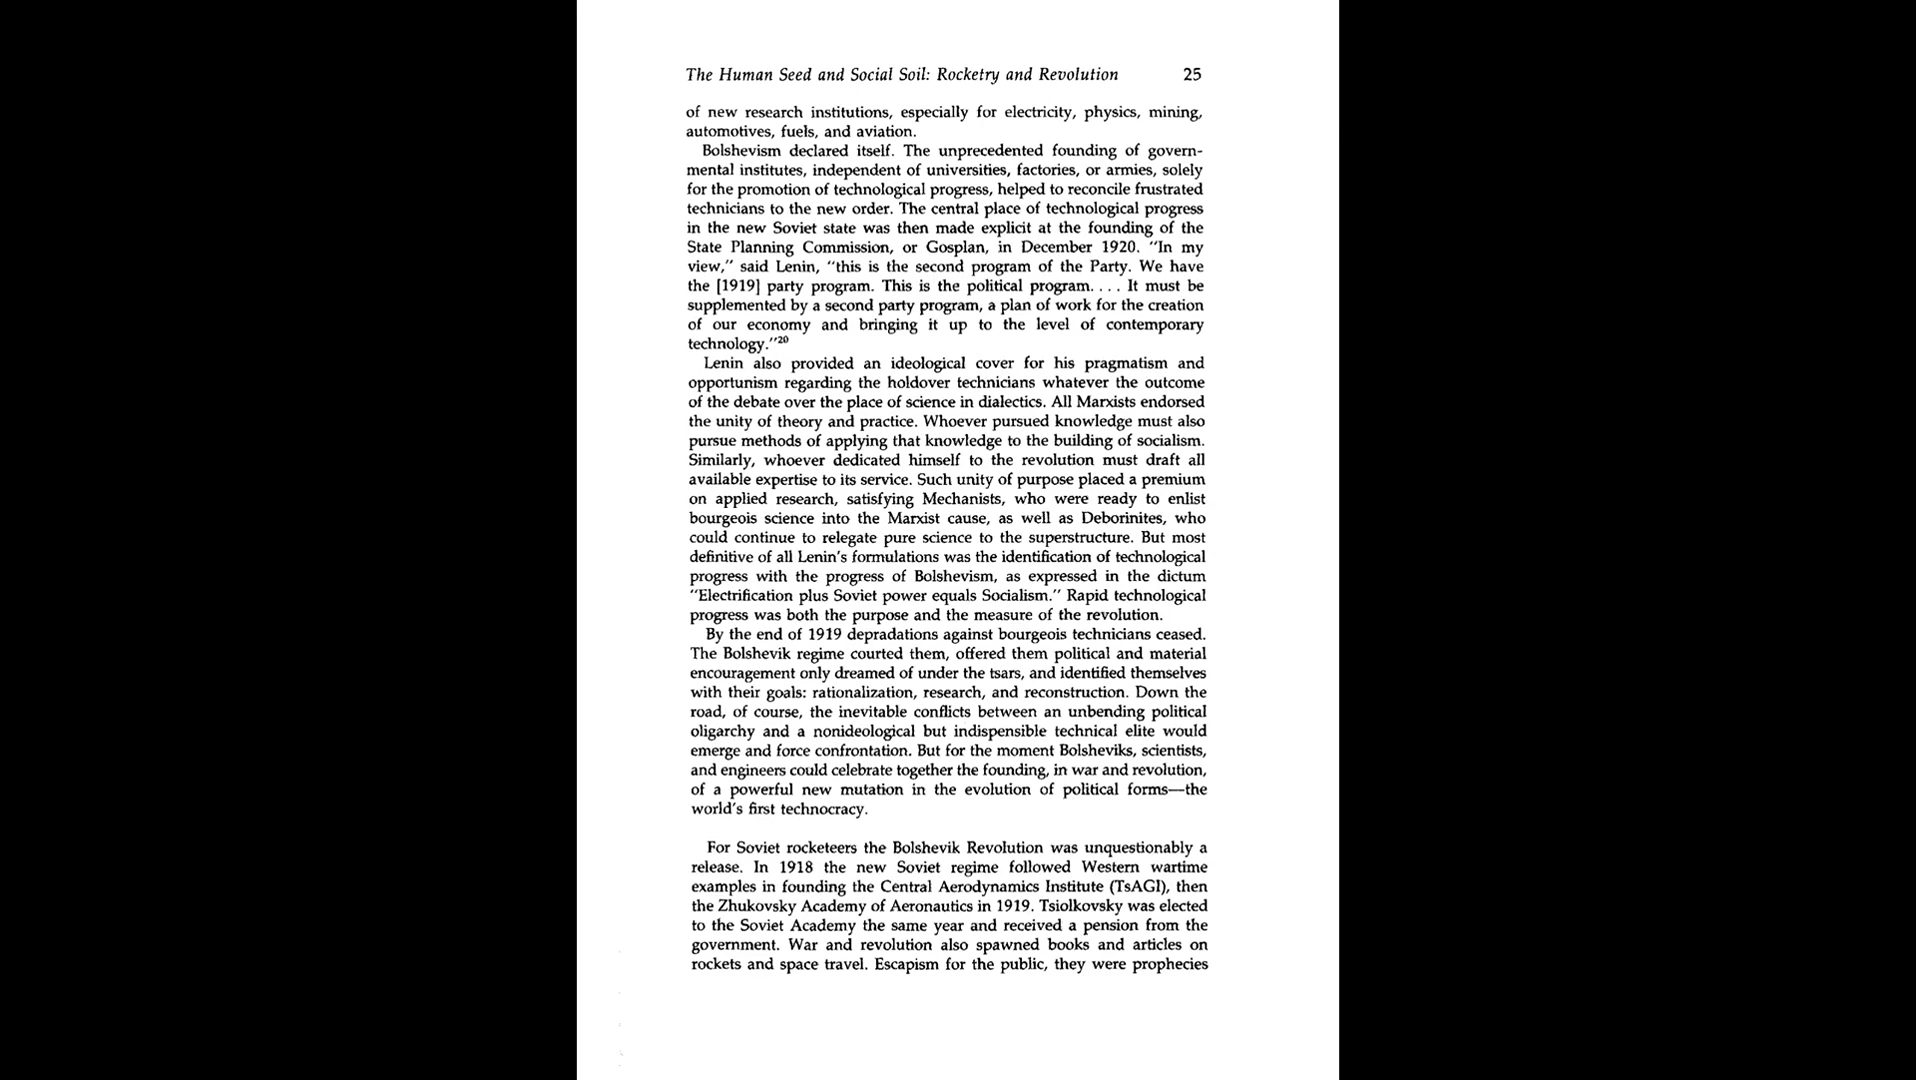 The Human Seed and Social Soil: Rocketry and Revolution 25
of new research institutions, especially for electricity, physics, mining,
automotives, fuels, and aviation.
Bolshevism declared itself. The unprecedented founding of govern-
mental institutes, independent of universities, factories, or armies, solely
for the promotion of technological progress, helped to reconcile frustrated
technicians to the new order. The central place of technological progress
in the new Soviet state was then made explicit at the founding of the
State Planning Commission, or Gosplan, in December 1920. "In my
view," said Lenin, "this is the second program of the Party. We have
the [1919] party program. This is the political program. . . . It must be
supplemented by a second party program, a plan of work for the creation
of our economy and bringing it up to the level of contemporary
technology."20
Lenin also provided an ideological cover for his pragmatism and
opportunism regarding the holdover technicians whatever the outcome
of the debate over the place of science in dialectics. All Marxists endorsed
the unity of theory and practice. Whoever pursued knowledge must also
pursue methods of applying that knowledge to the building of socialism.
Similarly, whoever dedicated himself to the revolution must draft all
available expertise to its service. Such unity of purpose placed a premium
on applied research, satisfying Mechanists, who were ready to enlist
bourgeois science into the Marxist cause, as well as Deborinites, who
could continue to relegate pure science to the superstructure. But most
definitive of all Lenin's formulations was the identification of technological
progress with the progress of Bolshevism, as expressed in the dictum
"Electrification plus Soviet power equals Socialism." Rapid technological
progress was both the purpose and the measure of the revolution.
By the end of 1919 depradations against bourgeois technicians ceased.
The Bolshevik regime courted them, offered them political and material
encouragement only dreamed of under the tsars, and identified themselves
with their goals: rationalization, research, and reconstruction. Down the
road, of course, the inevitable conflicts between an unbending political
oligarchy and a nonideological but indispensible technical elite would
emerge and force confrontation. But for the moment Bolsheviks, scientists,
and engineers could celebrate together the founding, in war and revolution,
of a powerful new mutation in the evolution of political forms—the
world's first technocracy.
For Soviet rocketeers the Bolshevik Revolution was unquestionably a
release. In 1918 the new Soviet regime followed Western wartime
examples in founding the Central Aerodynamics Institute (TsAGI), then
the Zhukovsky Academy of Aeronautics in 1919. Tsiolkovsky was elected
to the Soviet Academy the same year and received a pension from the
government. War and revolution also spawned books and articles on
rockets and space travel. Escapism for the public, they were prophecies